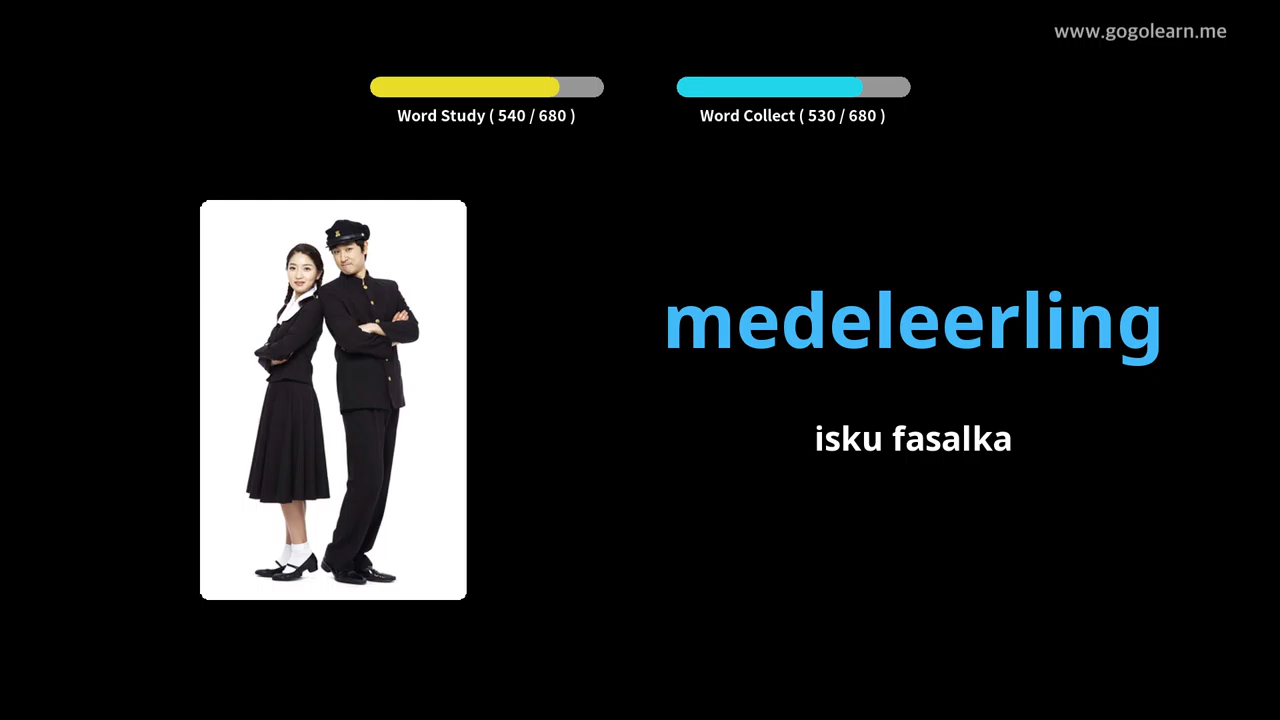 www.gogolearn.me
Word Study ( 540 / 680 )
Word Collect ( 530 / 680 )
medeleerling
isku fasalka